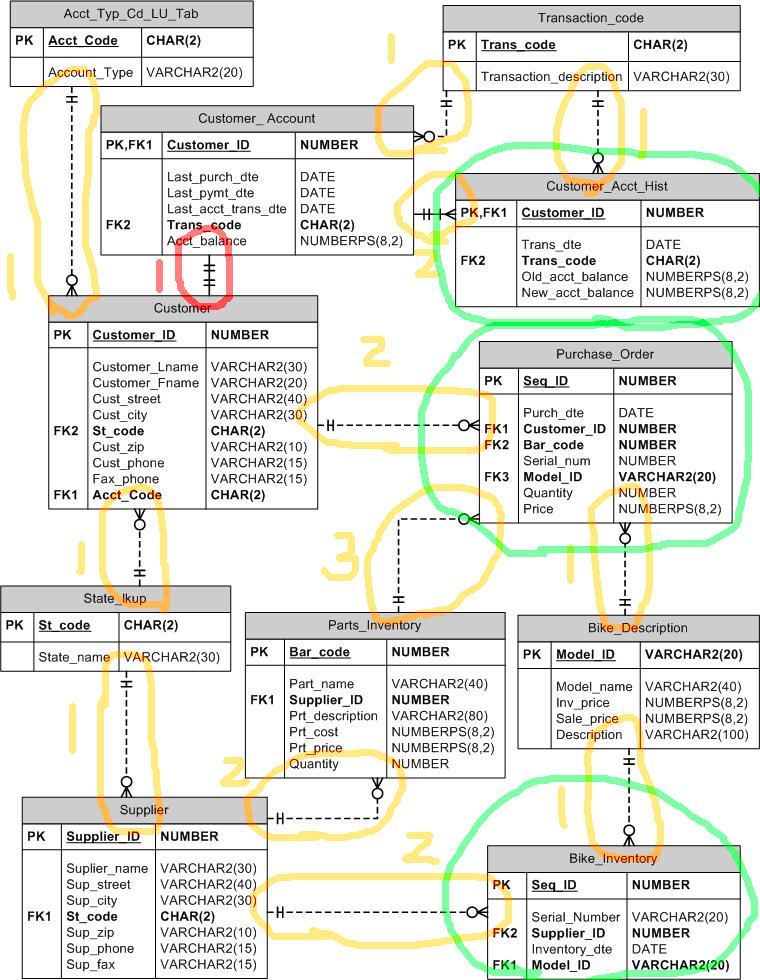 Acct_Typ_Cd_LU_Tab
PK Acct_Code CHAR(2)
Account_Type VARCHAR2(20)
Transaction_code
PK Trans_code CHAR(2)
Transaction_description VARCHAR2(30)
1
Customer_ Account
PK,FK1 Customer_ID NUMBER
Last_purch_dte DATE
Last_pymt_dte DATE
Last_acct_trans_dte DATE
FK2 Trans_code CHAR(2)
Acct_balance NUMBERPS(8,2)
1
Customer_Acct_Hist
PK,FK1 Customer_ID NUMBER
Trans_dte DATE
FK2 Trans_code CHAR(2)
Old_acct_balance NUMBERPS(8,2)
New_acct_balance NUMBERPS(8,2)
2
1
1
Customer
PK Customer_ID NUMBER
Customer_Lname VARCHAR2(30)
Customer_Fname VARCHAR2(20)
Cust_street VARCHAR2(40)
Cust_city VARCHAR2(30)
FK2 St_code CHAR(2)
Cust_zip VARCHAR2(10)
Cust_phone VARCHAR2(15)
Fax_phone VARCHAR2(15)
FK1 Acct_Code CHAR(2)
2
Purchase_Order
PK Seq_ID NUMBER
Purch_dte DATE
FK1 Customer_ID NUMBER
FK2 Bar_code NUMBER
Serial_num NUMBER
FK3 Model_ID VARCHAR2(20)
Quantity NUMBER
Price NUMBERPS(8,2)
1
3
1
State_lkup
PK St_code CHAR(2)
State_name VARCHAR2(30)
Parts_Inventory
PK Bar_code NUMBER
Part_name VARCHAR2(40)
FK1 Supplier_ID NUMBER
Prt_description VARCHAR2(80)
Prt_cost NUMBERPS(8,2)
Prt_price NUMBERPS(8,2)
Quantity NUMBER
Bike_Description
PK Model_ID VARCHAR2(20)
Model_name VARCHAR2(40)
Inv_price NUMBERPS(8,2)
Sale_price NUMBERPS(8,2)
Description VARCHAR2(100)
1
2
1
Supplier
PK Supplier_ID NUMBER
Suplier_name VARCHAR2(30)
Sup_street VARCHAR2(40)
Sup_city VARCHAR2(30)
FK1 St_code CHAR(2)
Sup_zip VARCHAR2(10)
Sup_phone VARCHAR2(15)
Sup_fax VARCHAR2(15)
2
Bike_Inventory
PK Seq_ID NUMBER
Serial_Number VARCHAR2(20)
FK2 Supplier_ID NUMBER
Inventory_dte DATE
FK1 Model_ID VARCHAR2(20)